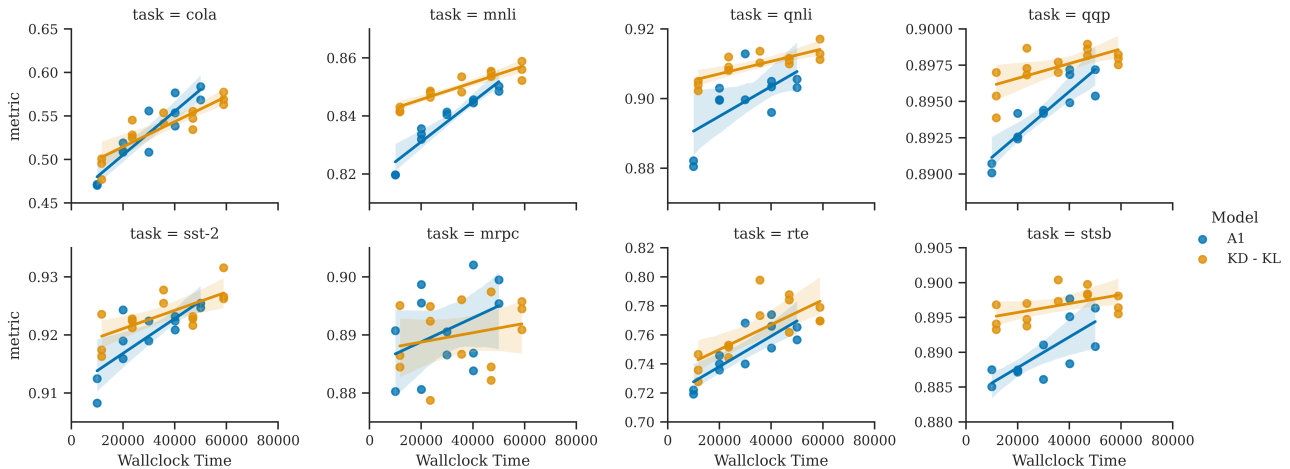 task = cola
task = mnli
task = qnli
task = qqp
0.65
0.60
0.55
0.50
0.45
metric
0.86
0.84
0.82
0.92
0.90
0.88
0.9000
0.8975
0.8950
0.8925
0.8900
task = sst-2
task = mrpc
task = rte
task = stsb
0.93
0.92
0.91
metric
0 20000 40000 60000 80000
Wallclock Time
0.90
0.89
0.88
0 20000 40000 60000 80000
Wallclock Time
0.82
0.80
0.78
0.76
0.74
0.72
0.70
0 20000 40000 60000 80000
Wallclock Time
0.905
0.900
0.895
0.890
0.885
0.880
0 20000 40000 60000 80000
Wallclock Time
Model
A1
KD - KL